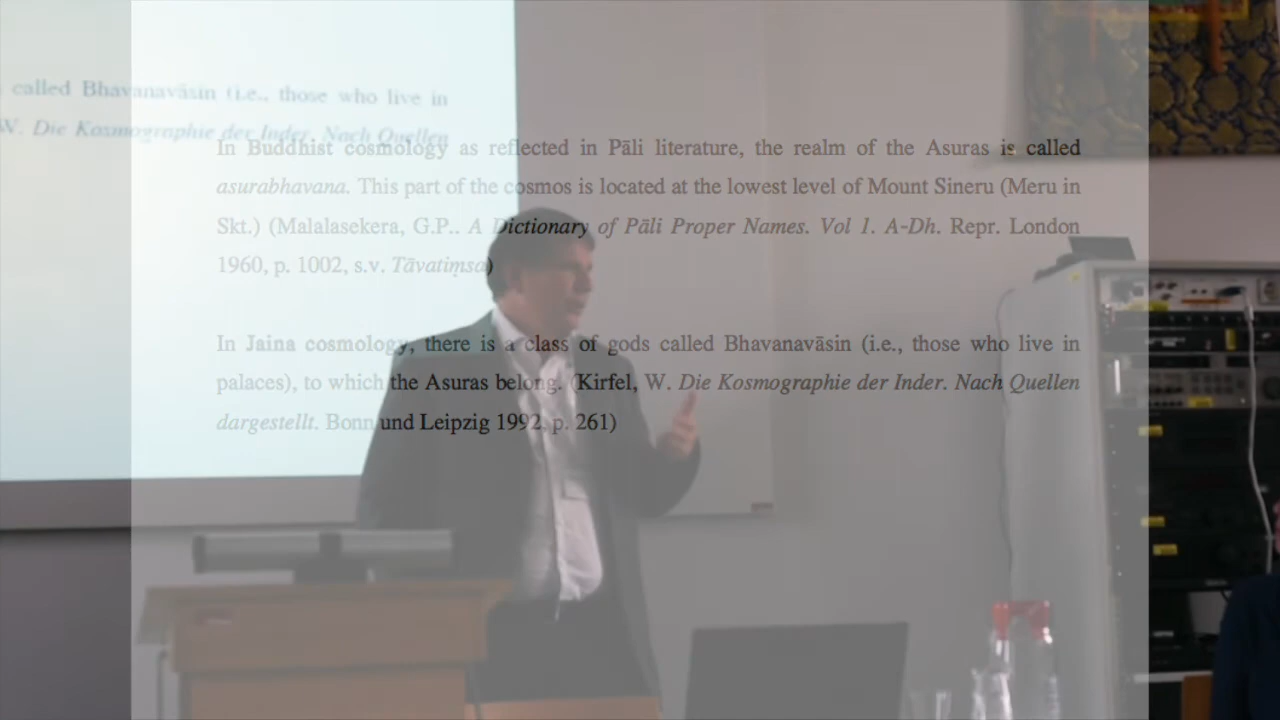 called Bhavanavāsin (i.e., those who live in
W. Die Kosmographie der Inder. Nach Quellen
In Buddhist cosmology as reflected in Pāli literature, the realm of the Asuras is called
asurabhavana. This part of the cosmos is located at the lowest level of Mount Sineru (Meru in
Skt.) (Malalasekera, G.P.. A Dictionary of Pāli Proper Names. Vol 1. A-Dh. Repr. London
1960, p. 1002, s.v. Tāvatiṃsa)
In Jaina cosmology, there is a class of gods called Bhavanavāsin (i.e., those who live in
palaces), to which the Asuras belong. (Kirfel, W. Die Kosmographie der Inder. Nach Quellen
dargestellt. Bonn und Leipzig 1992, p. 261)